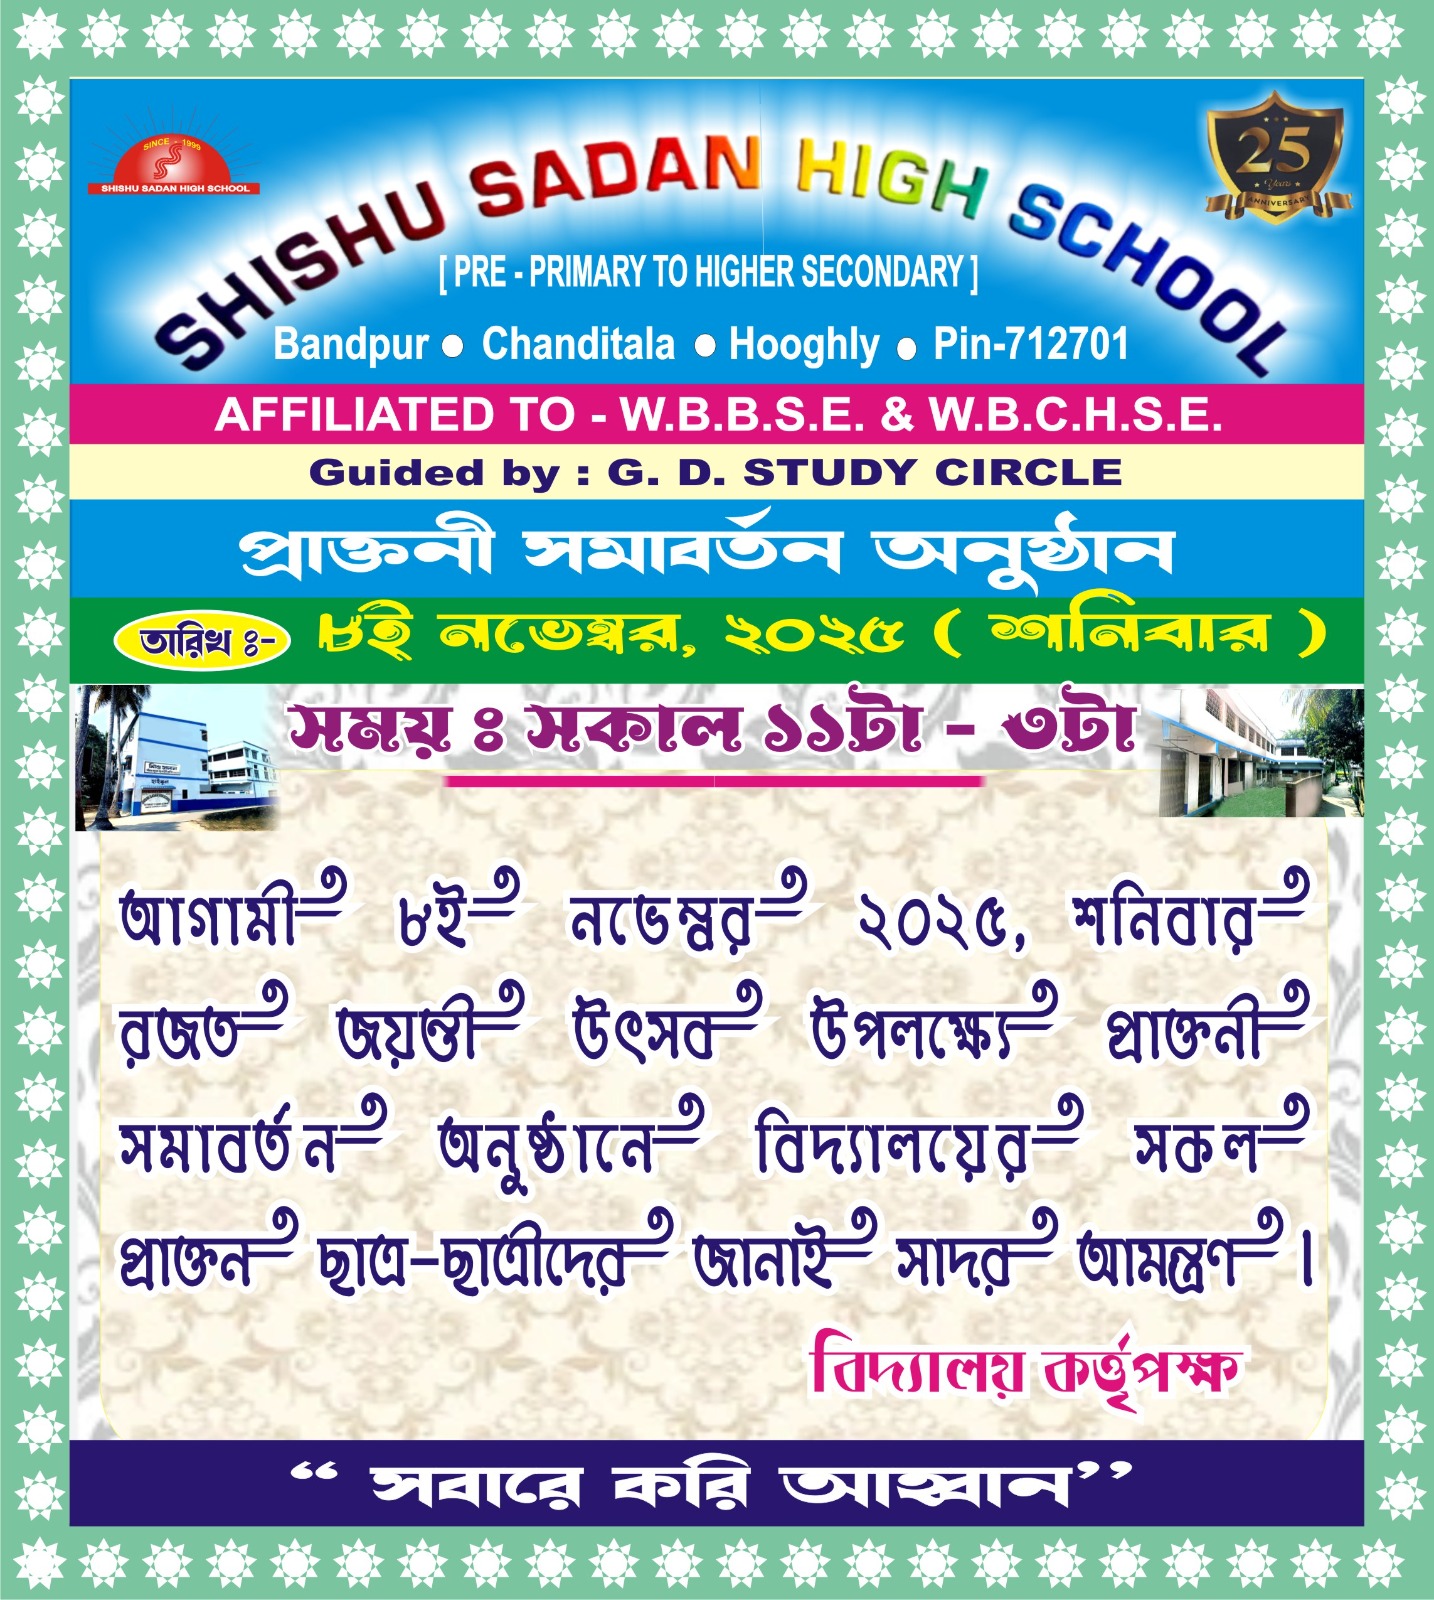 SINCE - 1999
SHISHU SADAN HIGH SCHOOL
25
Years
ANNIVERSARY
SHISHU SADAN HIGH SCHOOL
[ PRE - PRIMARY TO HIGHER SECONDARY ]
Bandpur ● Chanditala ● Hooghly ● Pin-712701
AFFILIATED TO - W.B.B.S.E. & W.B.C.H.S.E.
Guided by : G. D. STUDY CIRCLE
প্রাক্তনী সমাবর্তন অনুষ্ঠান
তারিখ ঃ- ৮ই নভেম্বর, ২০২৫ ( শনিবার )
সময় ঃ সকাল ১১টা - ৩টা
আগামী ৮ই নভেম্বর ২০২৫, শনিবার
রজত জয়ন্তী উৎসব উপলক্ষ্যে প্রাক্তনী
সমাবর্তন অনুষ্ঠানে বিদ্যালয়ের সকল
প্রাক্তন ছাত্র-ছাত্রীদের জানাই সাদর আমন্ত্রণ ।
বিদ্যালয় কর্ত্তৃপক্ষ
“ সবারে করি আহ্বান”